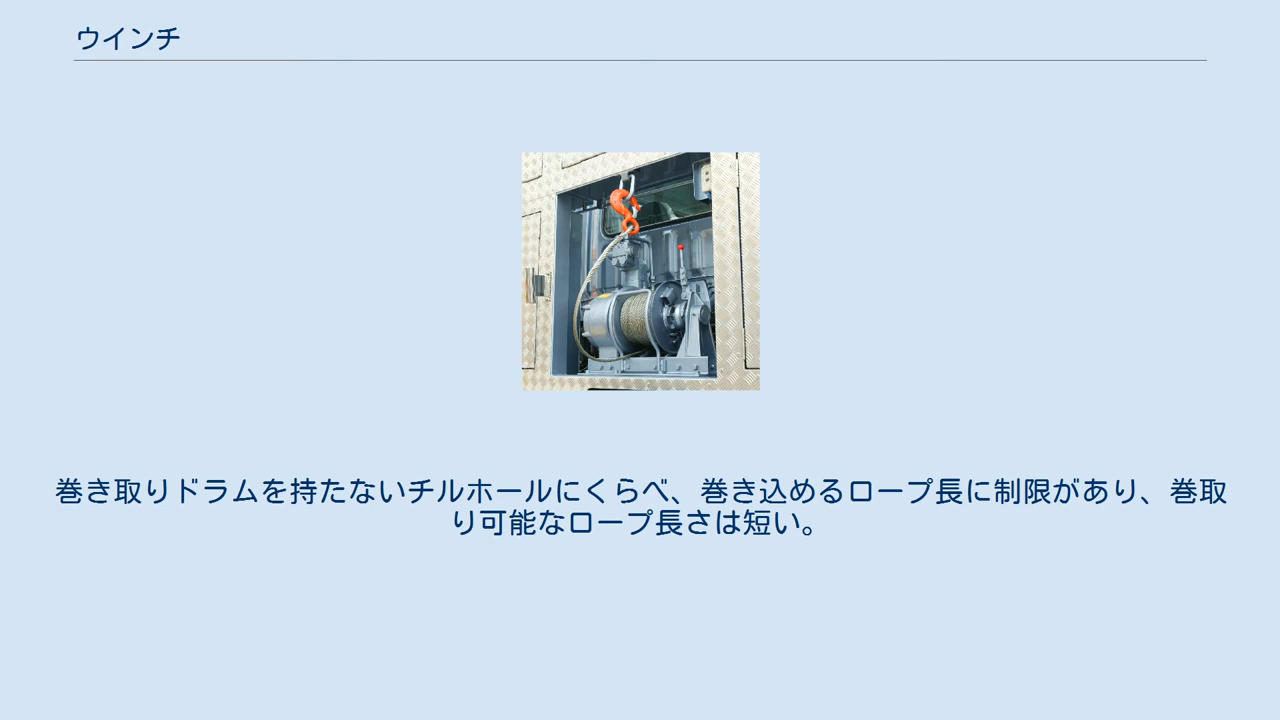 ウインチ
巻き取りドラムを持たないチルホールにくらべ、巻き込めるロープ長に制限があり、巻取
り可能なロープ長さは短い。